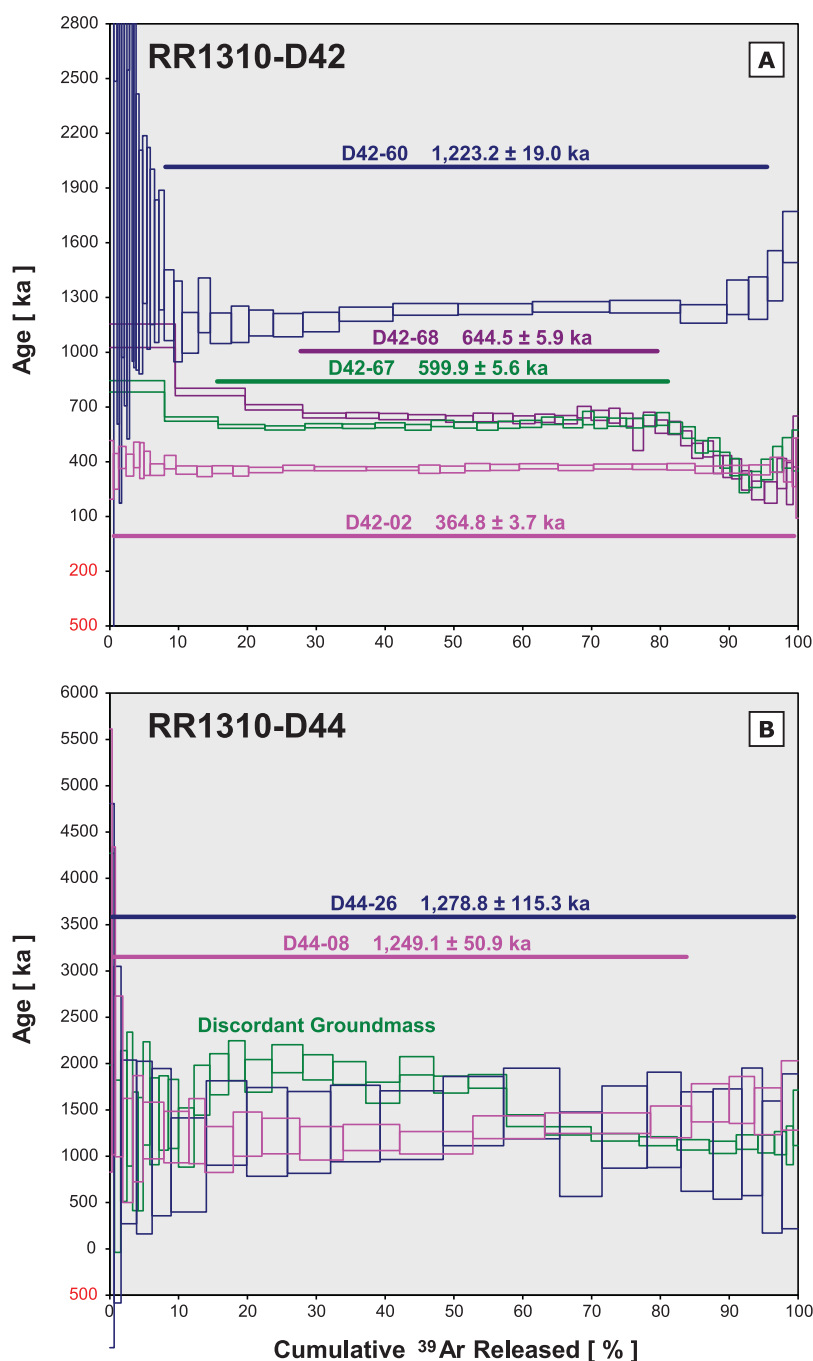 RR1310-D42
A
2800
2500
2200
1900
1600
1300
1000
700
400
100
200
500
Age [ ka ]
D42-60 1,223.2 ± 19.0 ka
D42-68 644.5 ± 5.9 ka
D42-67 599.9 ± 5.6 ka
D42-02 364.8 ± 3.7 ka
0 10 20 30 40 50 60 70 80 90 100
RR1310-D44
B
6000
5500
5000
4500
4000
3500
3000
2500
2000
1500
1000
500
0
500
Age [ ka ]
D44-26 1,278.8 ± 115.3 ka
D44-08 1,249.1 ± 50.9 ka
Discordant Groundmass
0 10 20 30 40 50 60 70 80 90 100
Cumulative ³⁹Ar Released [ % ]